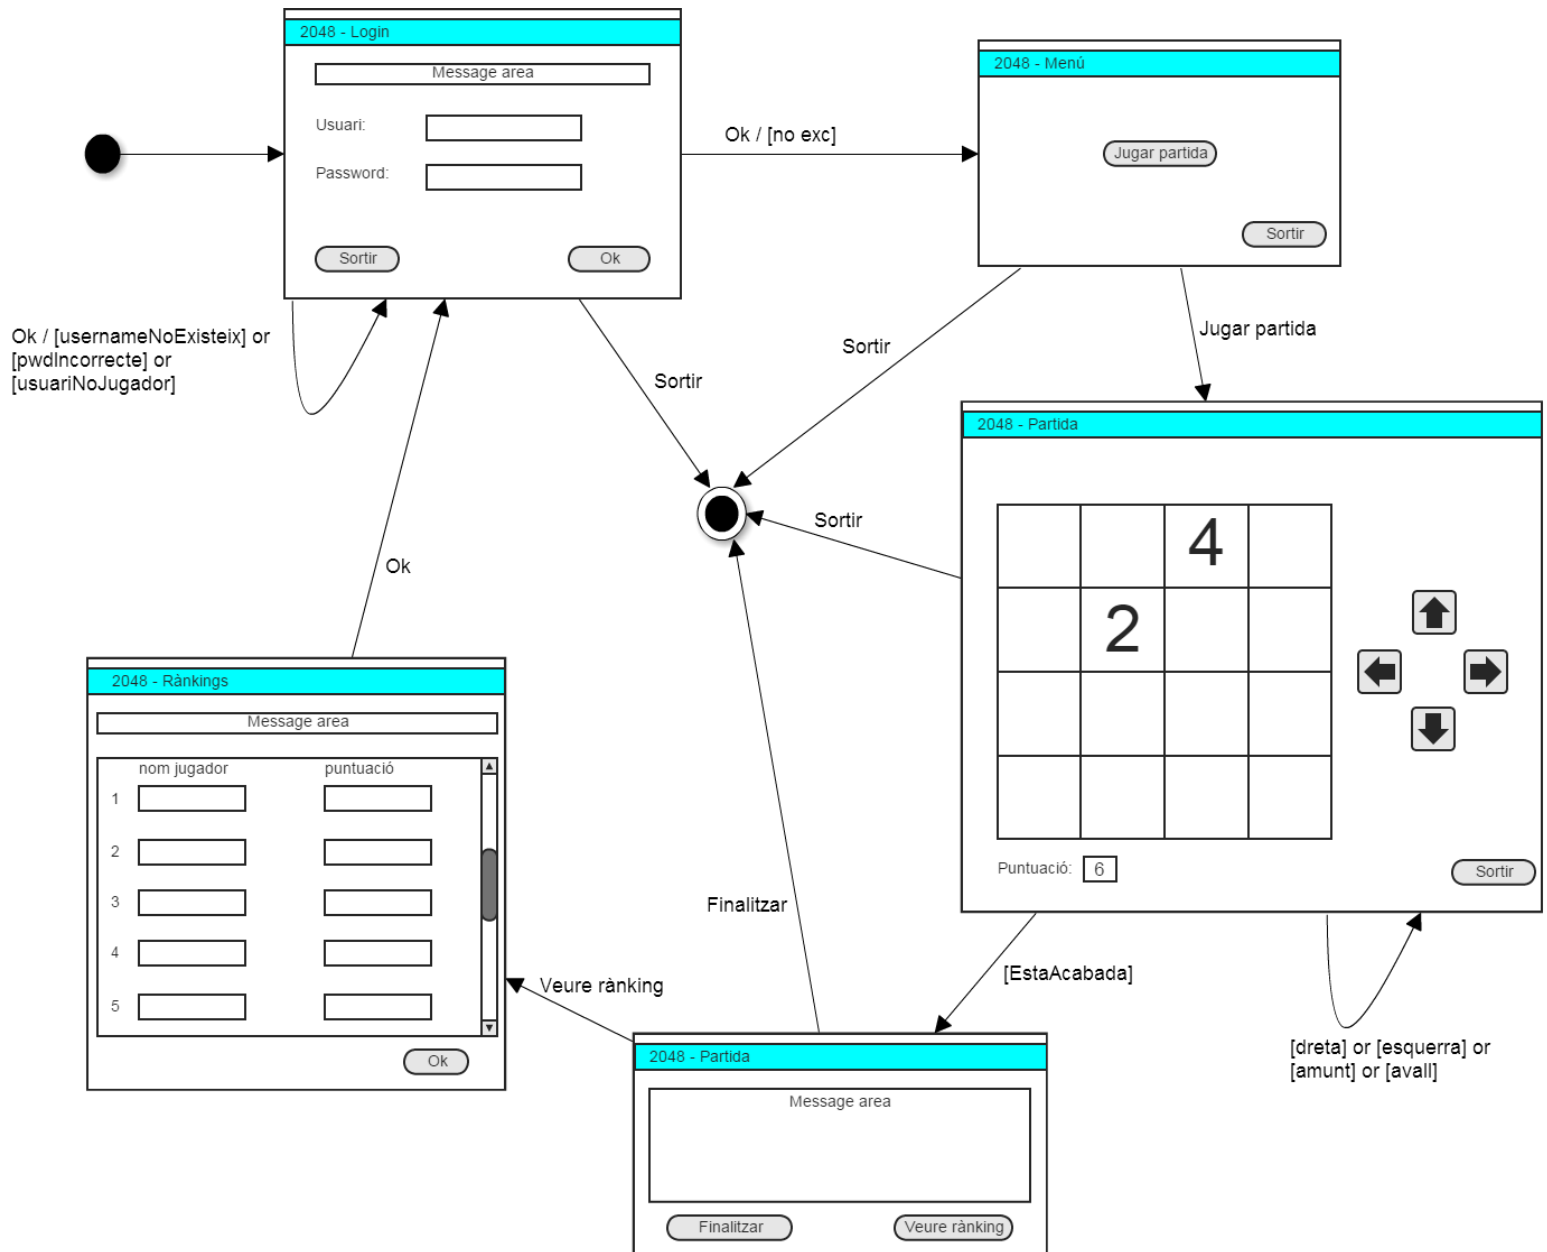 2048 - Login
Message area
Usuari:
Password:
Sortir
Ok
Ok / [no exc]
2048 - Menú
Jugar partida
Sortir
Ok / [usernameNoExisteix] or
[pwdIncorrecte] or
[usuariNoJugador]
Sortir
Sortir
Jugar partida
2048 - Partida
4
2
Puntuació:
6
Sortir
Sortir
Ok
2048 - Rànkings
Message area
nom jugador
puntuació
1
2
3
4
5
Ok
Finalitzar
Veure rànking
[EstaAcabada]
[dreta] or [esquerra] or
[amunt] or [avall]
2048 - Partida
Message area
Finalitzar
Veure rànking